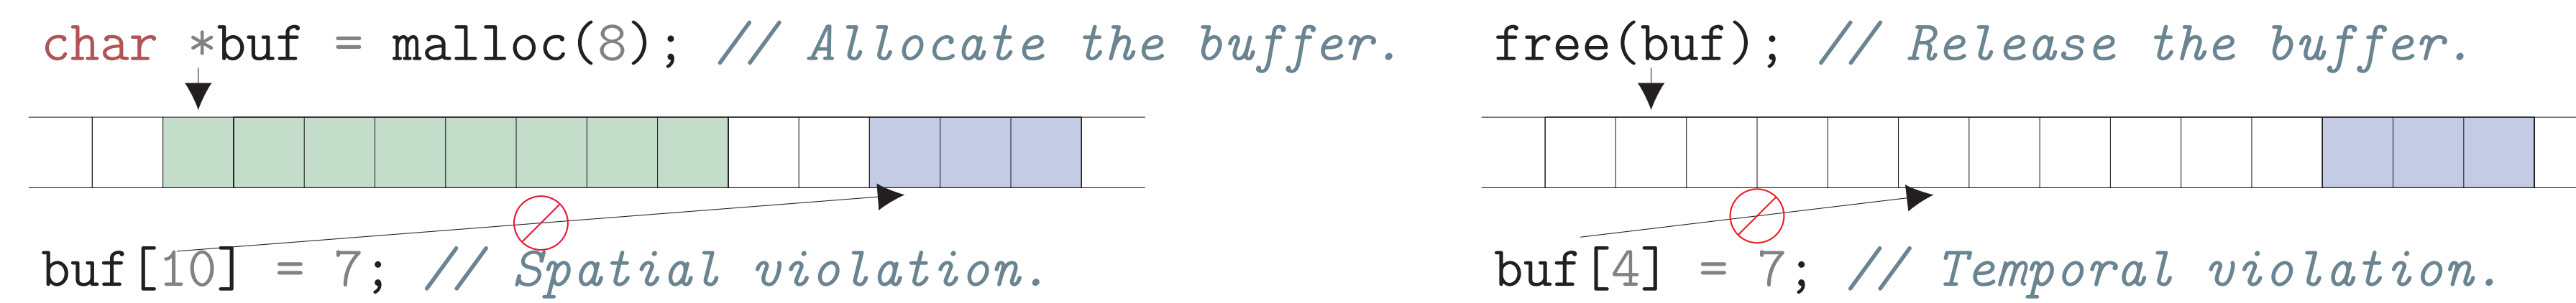 char *buf = malloc(8); // Allocate the buffer.
buf[10] = 7; // Spatial violation.
free(buf); // Release the buffer.
buf[4] = 7; // Temporal violation.